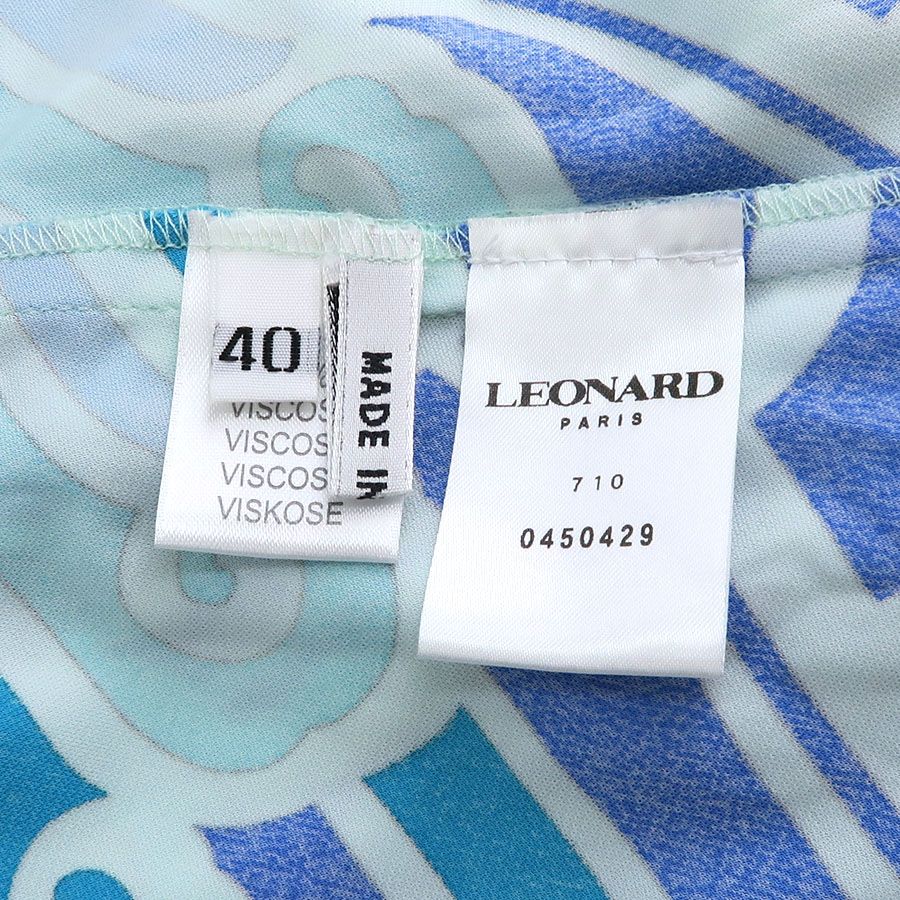 40
VISCOS
VISCOS
VISCOS
VISKOSE
MADE IN
LEONARD
PARIS
710
0450429